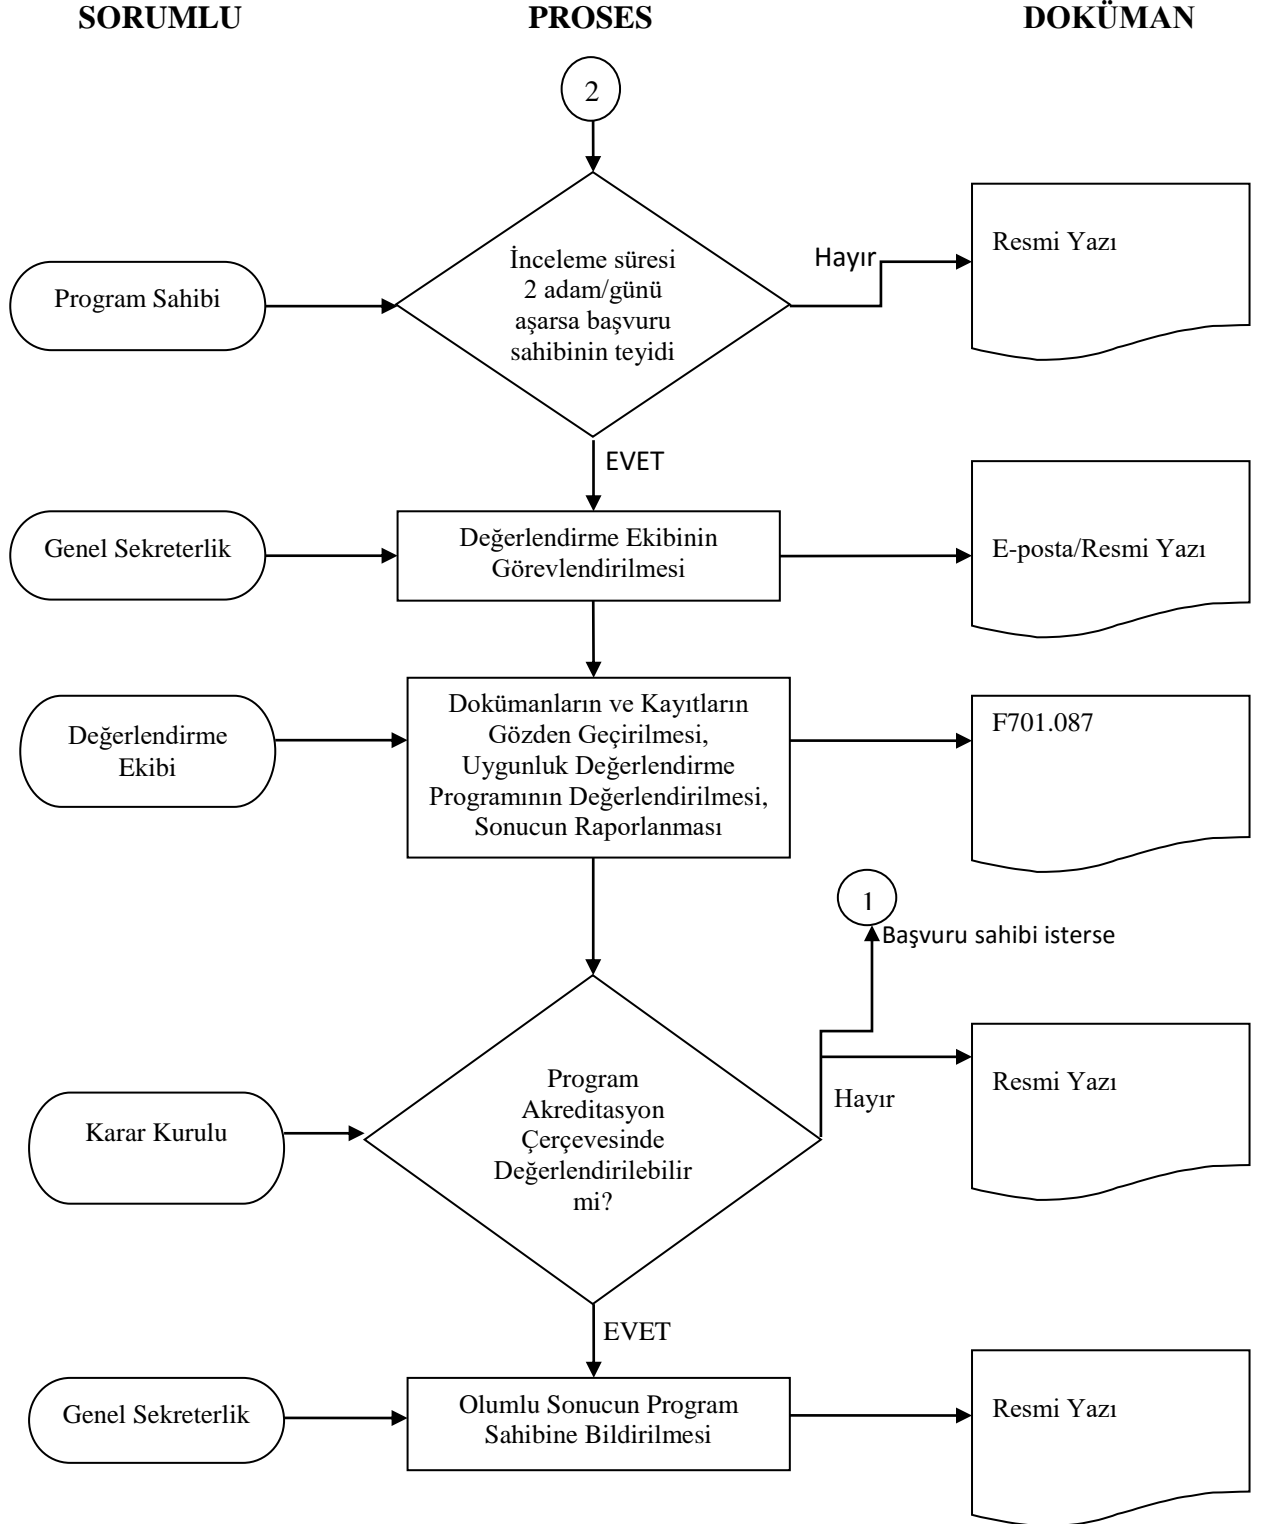 SORUMLU
PROSES
DOKÜMAN
2
İnceleme süresi
2 adam/günü
aşarsa başvuru
sahibinin teyidi
Program Sahibi
Hayır
Resmi Yazı
EVET
Genel Sekreterlik
Değerlendirme Ekibinin
Görevlendirilmesi
E-posta/Resmi Yazı
Değerlendirme
Ekibi
Dokümanların ve Kayıtların
Gözden Geçirilmesi,
Uygunluk Değerlendirme
Programının Değerlendirilmesi,
Sonucun Raporlanması
F701.087
1
Başvuru sahibi isterse
Karar Kurulu
Program
Akreditasyon
Çerçevesinde
Değerlendirilebilir
mi?
Hayır
Resmi Yazı
EVET
Genel Sekreterlik
Olumlu Sonucun Program
Sahibine Bildirilmesi
Resmi Yazı